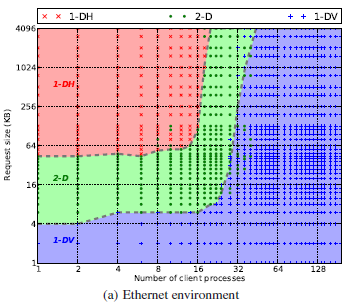 1-DH 2-D 1-DV
4096
1024
256
64
16
4
1
Request size (KB)
1-DH
2-D
1-DV
1 2 4 8 16 32 64 128
Number of client processes
(a) Ethernet environment